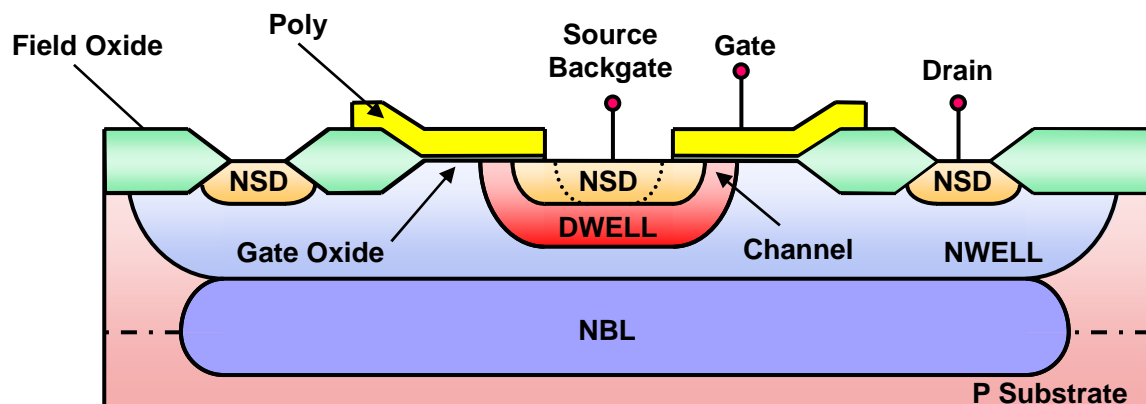 Field Oxide
Poly
Source
Backgate
Gate
Drain
NSD
NSD
NSD
DWELL
Gate Oxide
Channel
NWELL
NBL
P Substrate